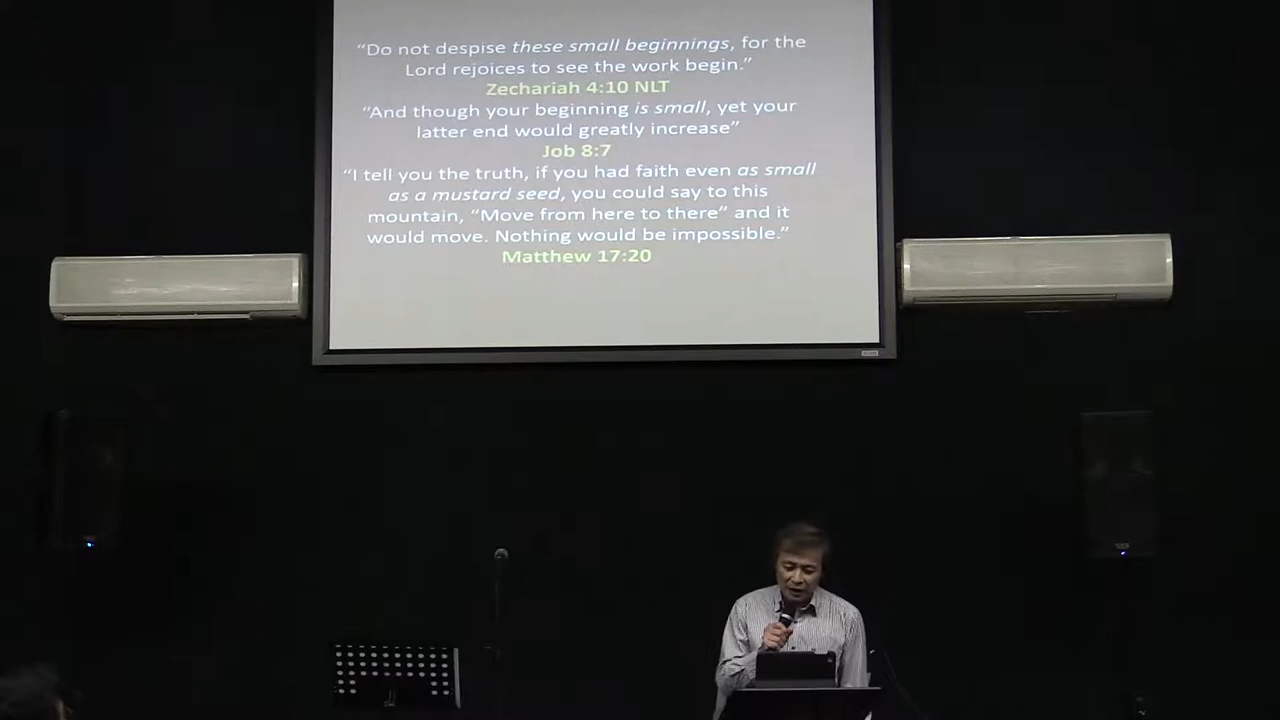 “Do not despise these small beginnings, for the
Lord rejoices to see the work begin.”
Zechariah 4:10 NLT
“And though your beginning is small, yet your
latter end would greatly increase”
Job 8:7
“I tell you the truth, if you had faith even as small
as a mustard seed, you could say to this
mountain, “Move from here to there” and it
would move. Nothing would be impossible.”
Matthew 17:20